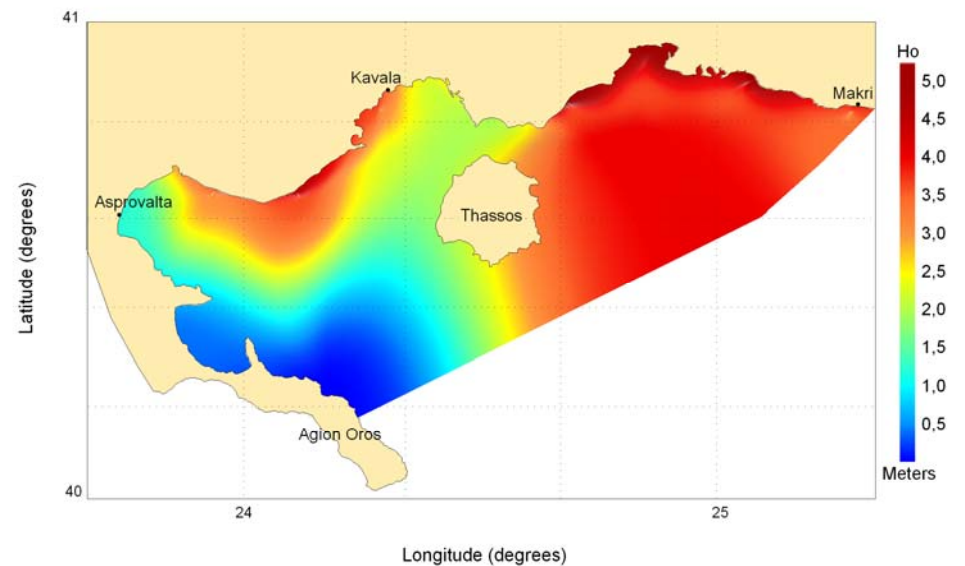 41
Ho
Kavala
5,0
Makri
4,5
4,0
Asprovalta
3,5
Thassos
3,0
2,5
Latitude (degrees)
2,0
1,5
1,0
0,5
Agion Oros
Meters
40
24
25
Longitude (degrees)